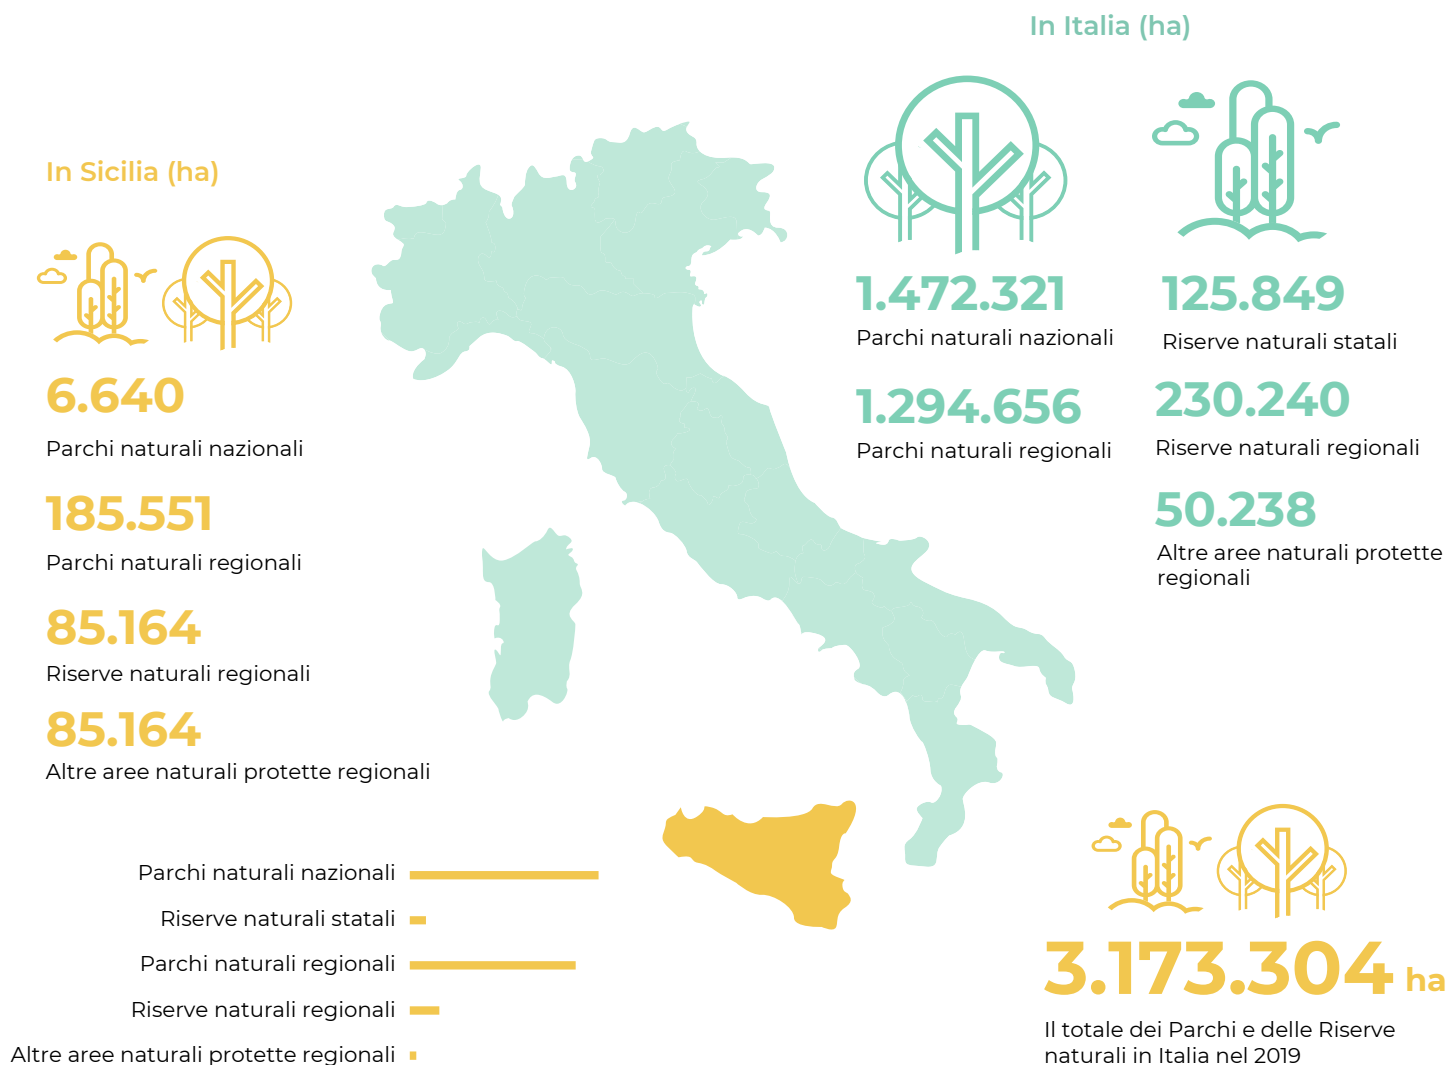 In Italia (ha)
In Sicilia (ha)
6.640
Parchi naturali nazionali
185.551
Parchi naturali regionali
85.164
Riserve naturali regionali
85.164
Altre aree naturali protette regionali
1.472.321
Parchi naturali nazionali
1.294.656
Parchi naturali regionali
125.849
Riserve naturali statali
230.240
Riserve naturali regionali
50.238
Altre aree naturali protette
regionali
Parchi naturali nazionali
Riserve naturali statali
Parchi naturali regionali
Riserve naturali regionali
Altre aree naturali protette regionali
3.173.304 ha
Il totale dei Parchi e delle Riserve
naturali in Italia nel 2019